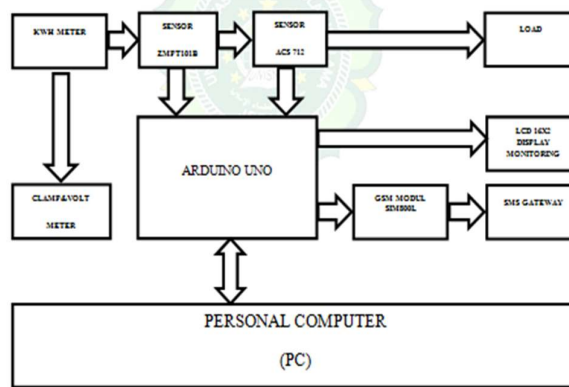 KWH METER
SENSOR
ZMPT101B
SENSOR
ACS 712
LOAD
ARDUINO UNO
LCD 16X2
DISPLAY
MONITORING
CLAMP&VOLT
METER
GSM MODUL
SIM800L
SMS GATEWAY
PERSONAL COMPUTER
(PC)